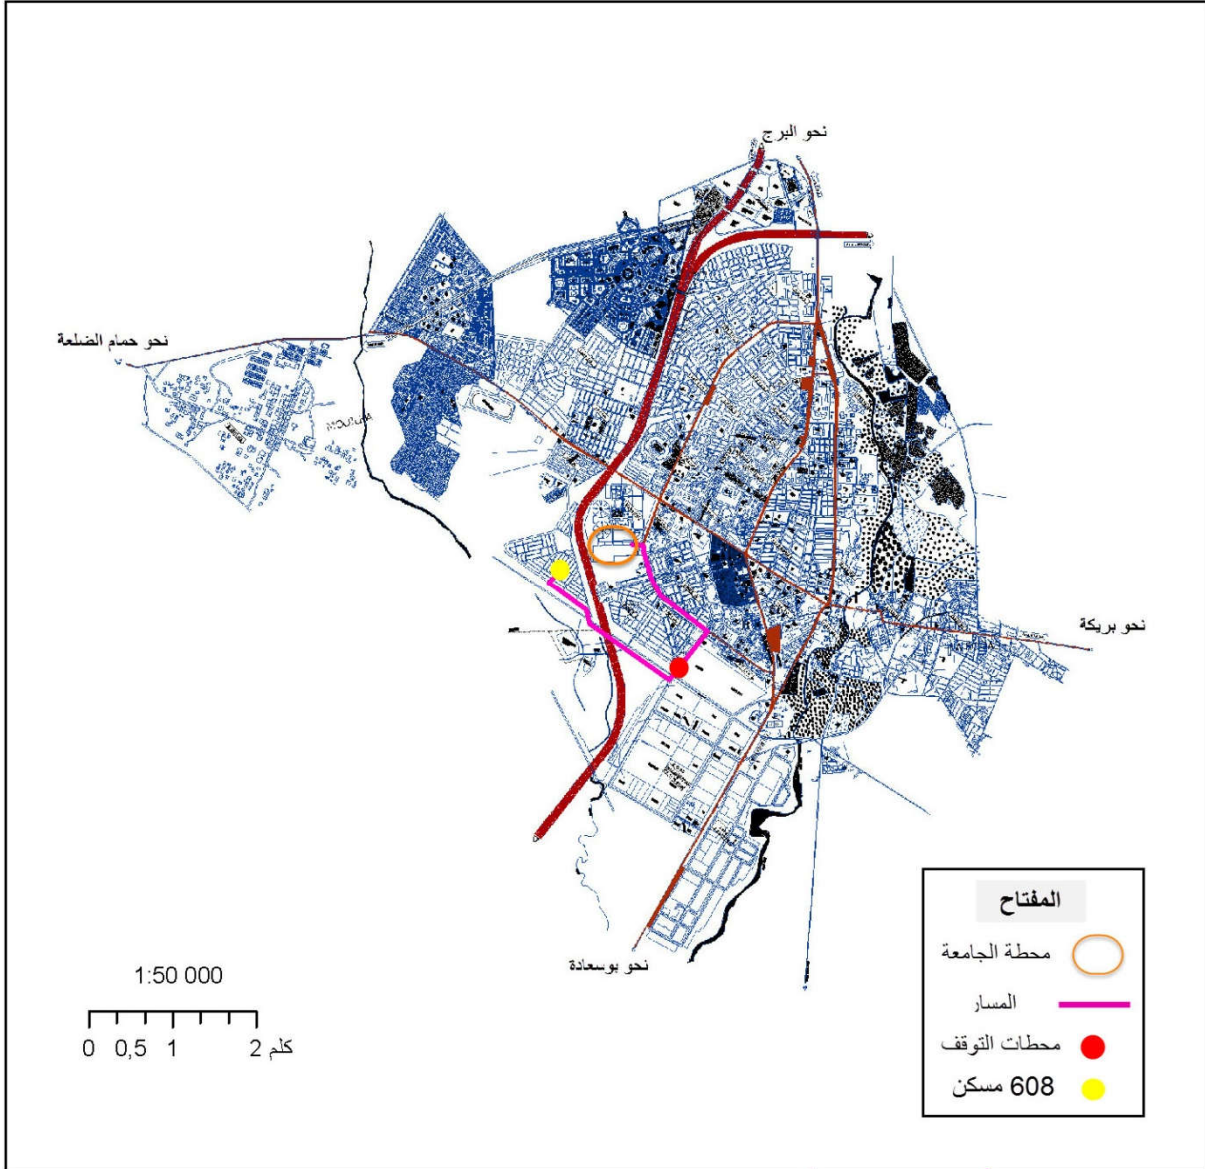 نحو البرج
نحو حمام الضلعة
نحو بريكة
نحو بوسعادة
1:50 000
0 0,5 1 2 كلم
المفتاح
محطة الجامعة
المسار
محطات التوقف
608 مسكن